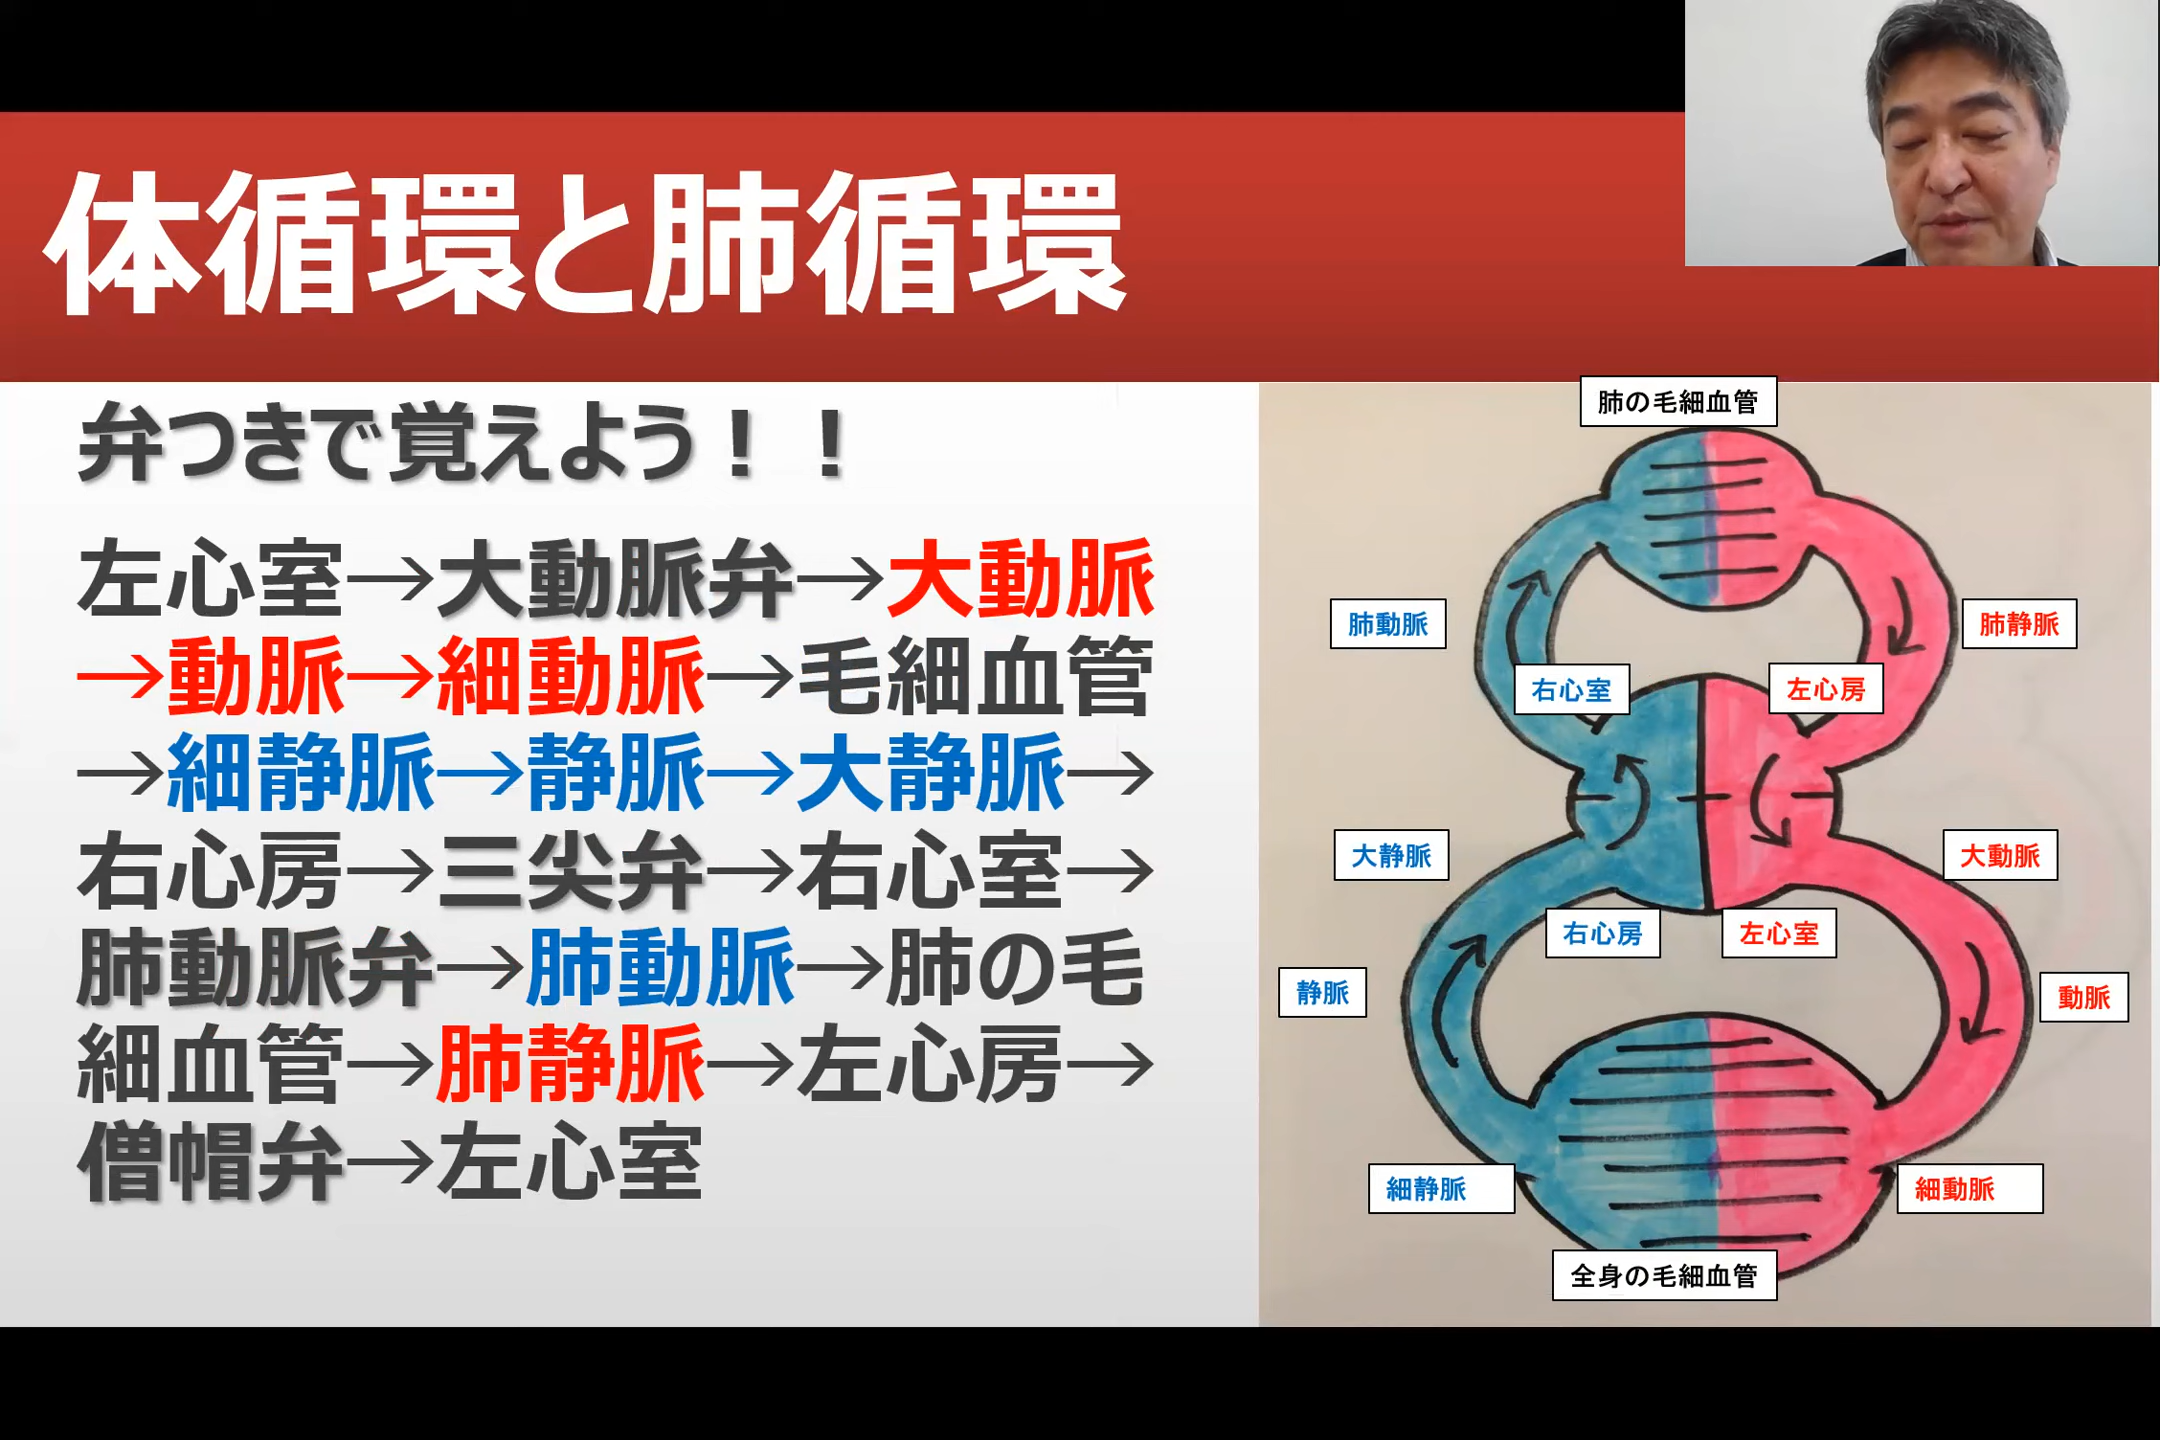 体循環と肺循環
弁つきで覚えよう！！
左心室→大動脈弁→大動脈
→動脈→細動脈→毛細血管
→細静脈→静脈→大静脈→
右心房→三尖弁→右心室→
肺動脈弁→肺動脈→肺の毛
細血管→肺静脈→左心房→
僧帽弁→左心室
肺の毛細血管
肺動脈
肺静脈
右心室
左心房
大静脈
大動脈
右心房
左心室
静脈
動脈
細静脈
細動脈
全身の毛細血管